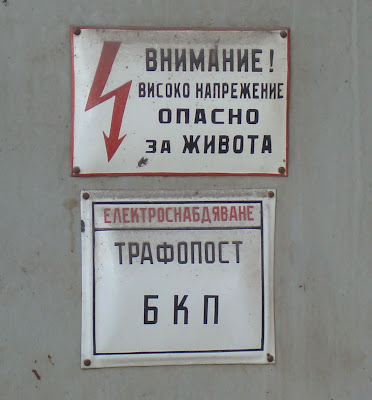 ВНИМАНИЕ!
ВИСОКО НАПРЕЖЕНИЕ
ОПАСНО
ЗА ЖИВОТА
ЕЛЕКТРОСНАБДЯВАНЕ
ТРАФОПОСТ
БКП